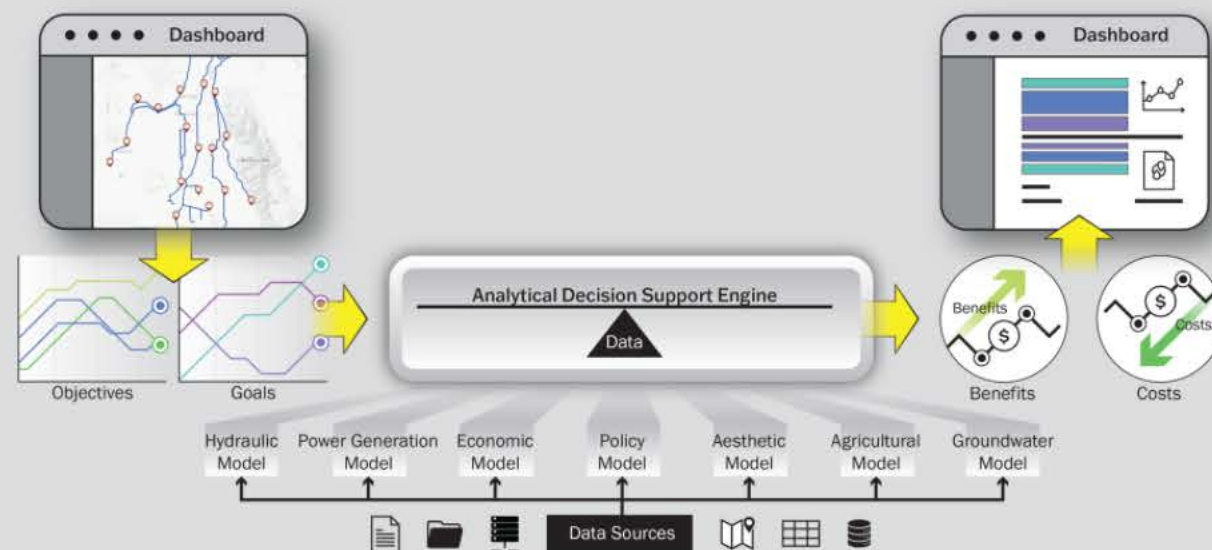 Dashboard
Dashboard
Objectives
Goals
Analytical Decision Support Engine
Data
Benefits
$
$
Costs
Benefits
Costs
Hydraulic
Model
Power Generation
Model
Economic
Model
Policy
Model
Aesthetic
Model
Agricultural
Model
Groundwater
Model
Data Sources